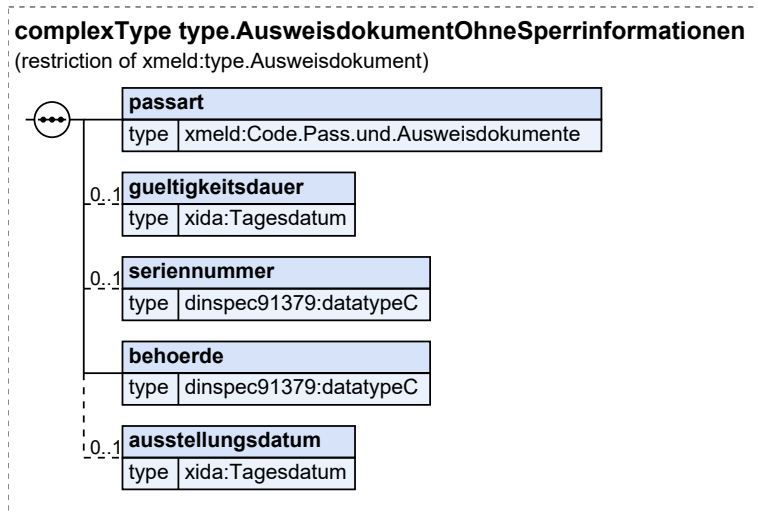 complexType type.AusweisdokumentOhneSperrinformationen
(restriction of xmeld:type.Ausweisdokument)
passart
type xmeld:Code.Pass.und.Ausweisdokumente
0..1 gueltigkeitsdauer
type xida:Tagesdatum
0..1 seriennummer
type dinspec91379:datatypeC
behoerde
type dinspec91379:datatypeC
0..1 ausstellungsdatum
type xida:Tagesdatum